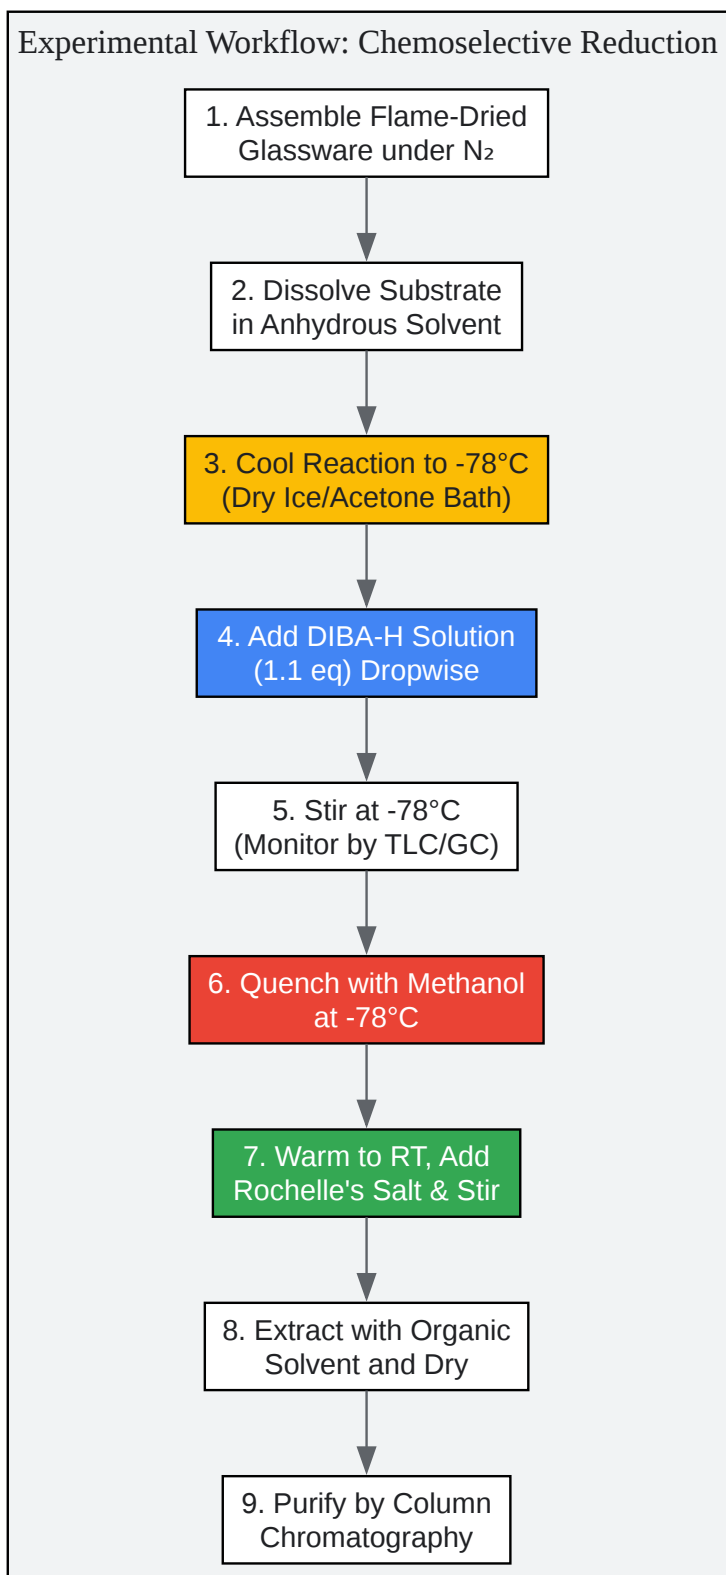 Experimental Workflow: Chemoselective Reduction
1. Assemble Flame-Dried
Glassware under N₂
2. Dissolve Substrate
in Anhydrous Solvent
3. Cool Reaction to -78°C
(Dry Ice/Acetone Bath)
4. Add DIBA-H Solution
(1.1 eq) Dropwise
5. Stir at -78°C
(Monitor by TLC/GC)
6. Quench with Methanol
at -78°C
7. Warm to RT, Add
Rochelle's Salt & Stir
8. Extract with Organic
Solvent and Dry
9. Purify by Column
Chromatography